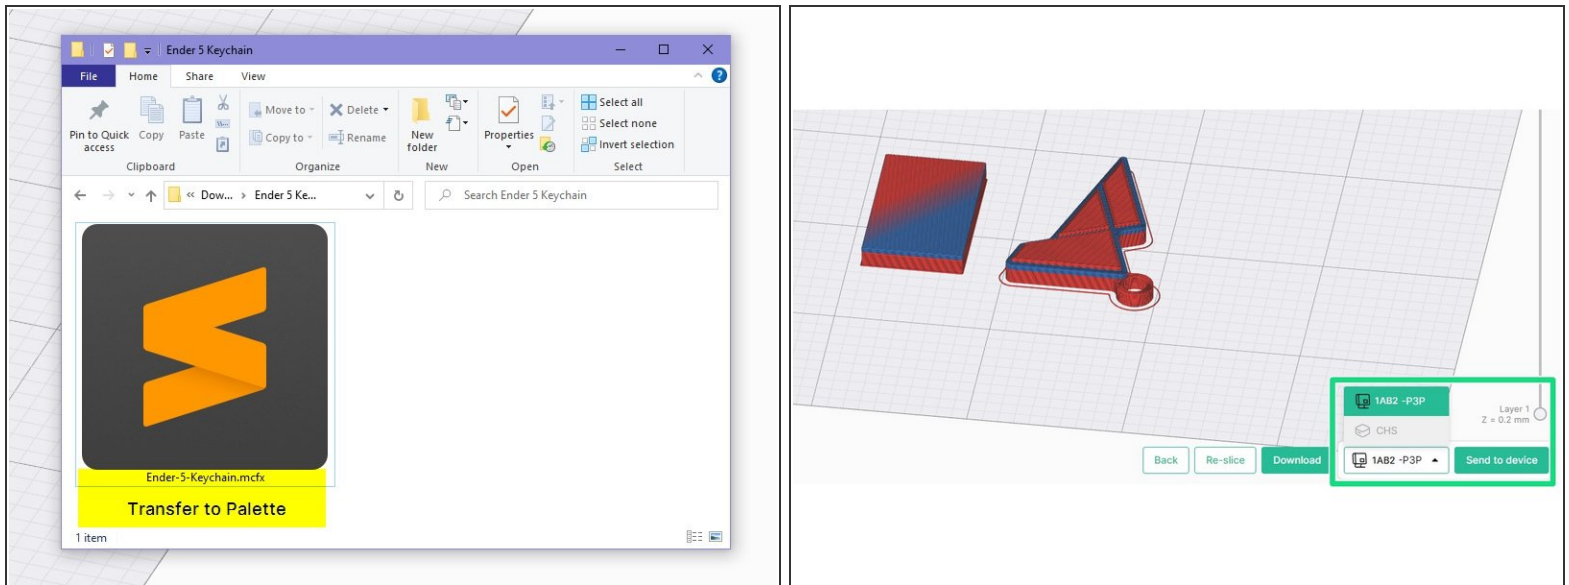 Ender 5 Keychain
File Home Share View
Pin to Quick access
Copy
Paste
Clipboard
Move to
Copy to
Delete
Rename
Organize
New folder
New
Properties
Open
Select all
Select none
Invert selection
Select
« Dow... › Ender 5 Ke...
Search Ender 5 Keychain
Ender-5-Keychain.mcfx
Transfer to Palette
1 item
1AB2 -P3P
CHS
Layer 1
Z = 0.2 mm
Back
Re-slice
Download
1AB2 -P3P
Send to device